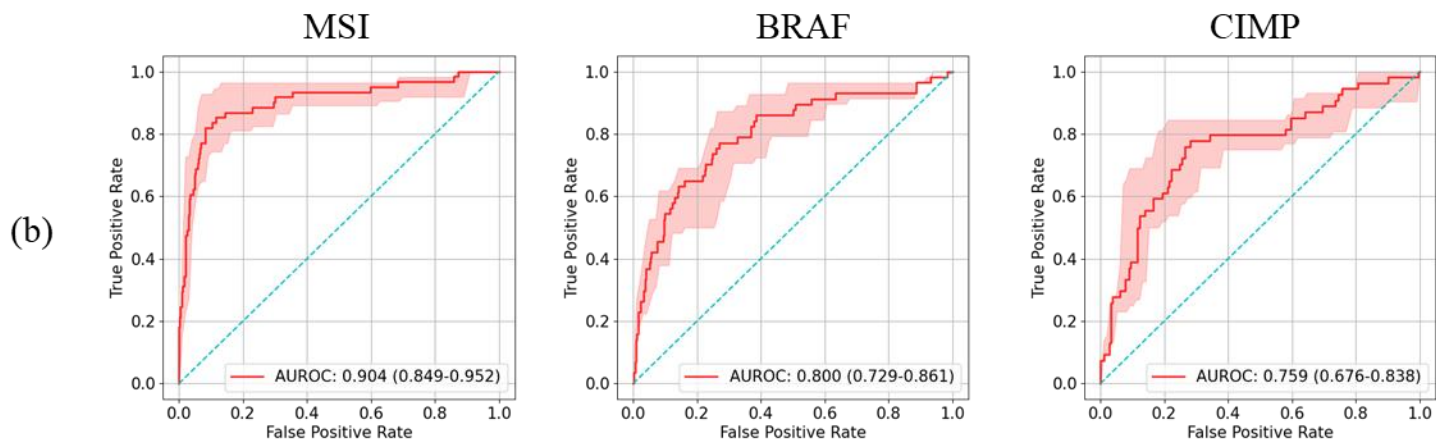 MSI
BRAF
CIMP
(b)
True Positive Rate
1.0
0.8
0.6
0.4
0.2
0.0
AUROC: 0.904 (0.849-0.952)
0.0 0.2 0.4 0.6 0.8 1.0
False Positive Rate
True Positive Rate
1.0
0.8
0.6
0.4
0.2
0.0
AUROC: 0.800 (0.729-0.861)
0.0 0.2 0.4 0.6 0.8 1.0
False Positive Rate
True Positive Rate
1.0
0.8
0.6
0.4
0.2
0.0
AUROC: 0.759 (0.676-0.838)
0.0 0.2 0.4 0.6 0.8 1.0
False Positive Rate